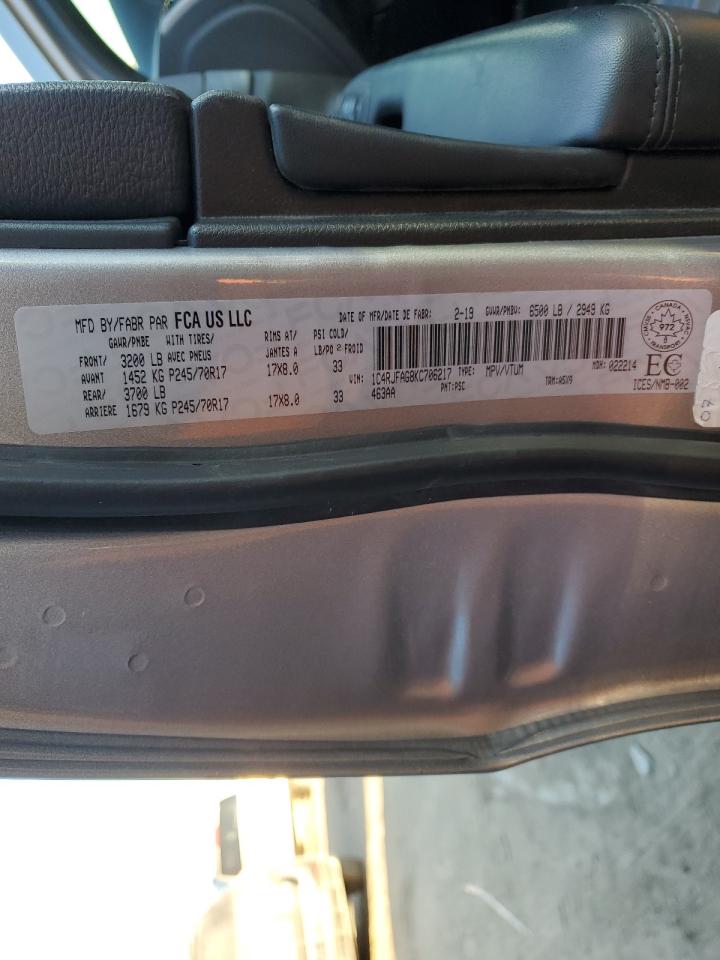 MFD BY/FABR PAR FCA US LLC
DATE OF MFR/DATE DE FABR: 2-19 GVWR/PNBV: 6500 LB / 2949 KG
GAWR/PNBE WITH TIRES/ RIMS AT/ PSI COLD/
FRONT/ 3200 LB AVEC PNEUS JANTES A LB/PO 2-FROID
AVANT 1452 KG P245/70R17 17X8.0 33
REAR/ 3700 LB
ARRIERE 1679 KG P245/70R17 17X8.0 33
VIN: 1C4RJFAG8KC706217 TYPE: MPV/VTUM MDH: 022214
463AA PNT: PSC TRM: A5X9
CANADA
972
TRANSPORT
EC
ICES/NMB-002